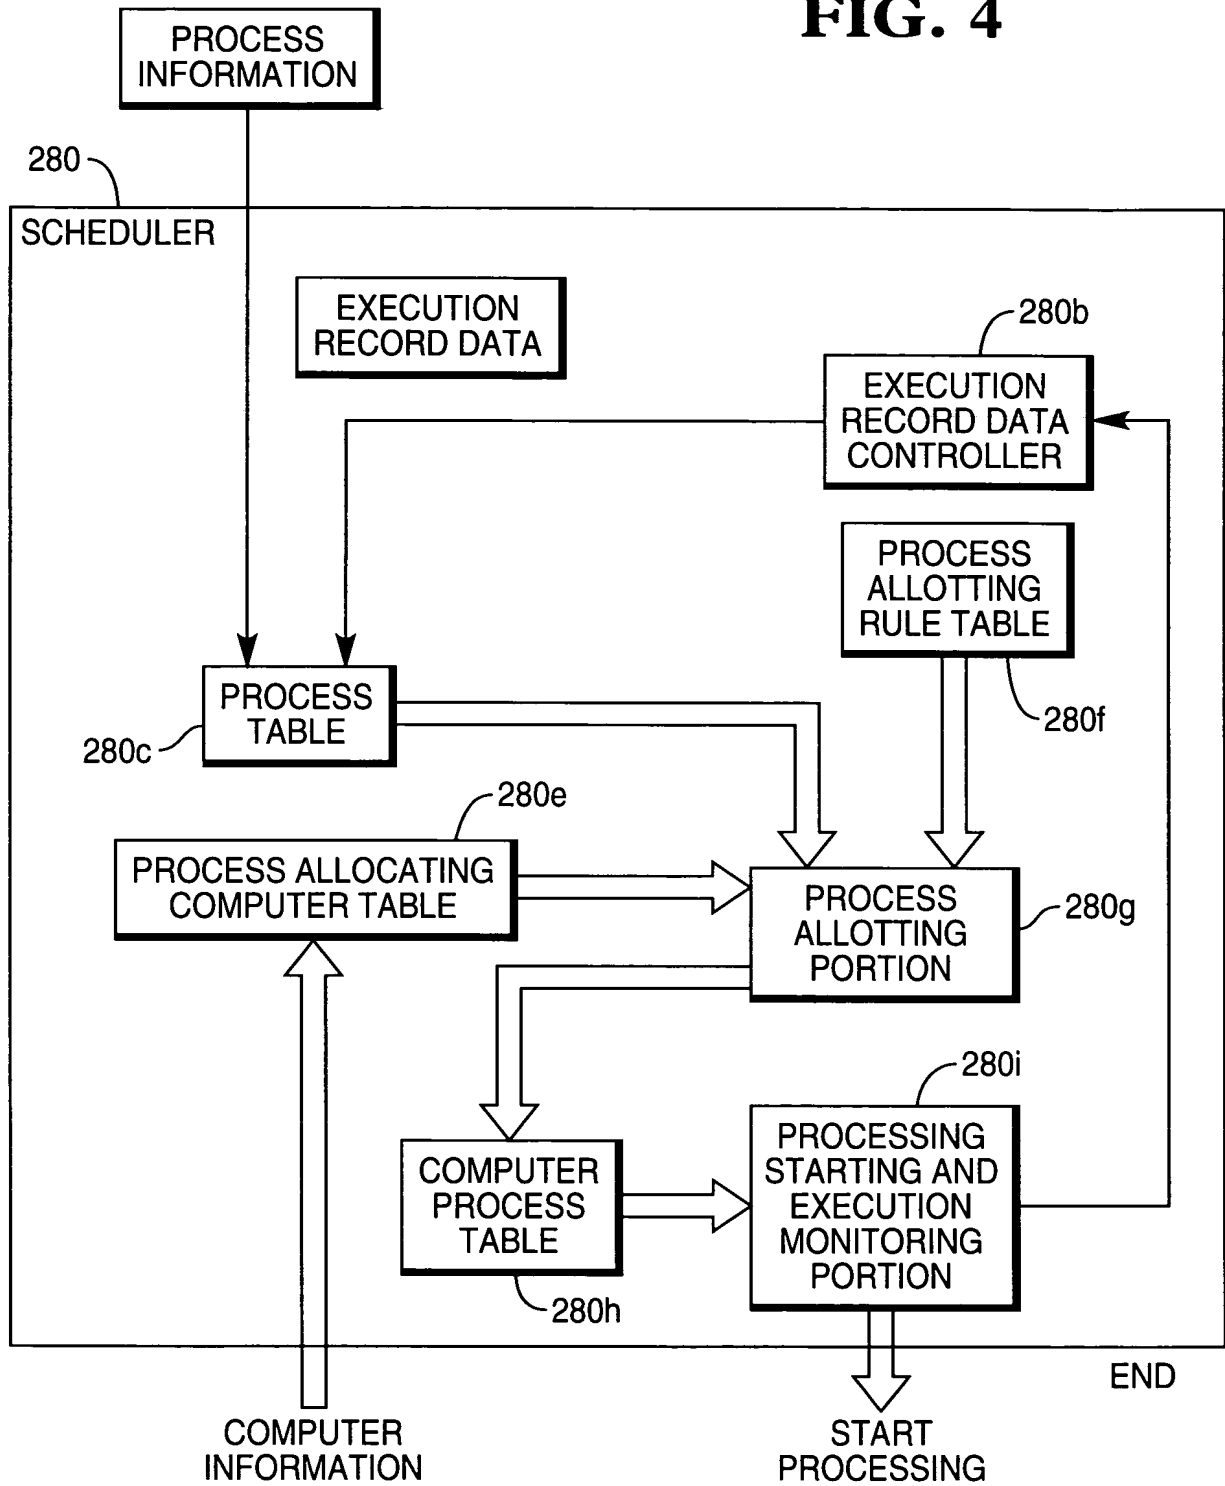 FIG. 4
PROCESS
INFORMATION
280
SCHEDULER
EXECUTION
RECORD DATA
280b
EXECUTION
RECORD DATA
CONTROLLER
PROCESS
ALLOTTING
RULE TABLE
280f
PROCESS
TABLE
280c
280e
PROCESS ALLOCATING
COMPUTER TABLE
PROCESS
ALLOTTING
PORTION
280g
280i
COMPUTER
PROCESS
TABLE
280h
PROCESSING
STARTING AND
EXECUTION
MONITORING
PORTION
END
COMPUTER
INFORMATION
START
PROCESSING